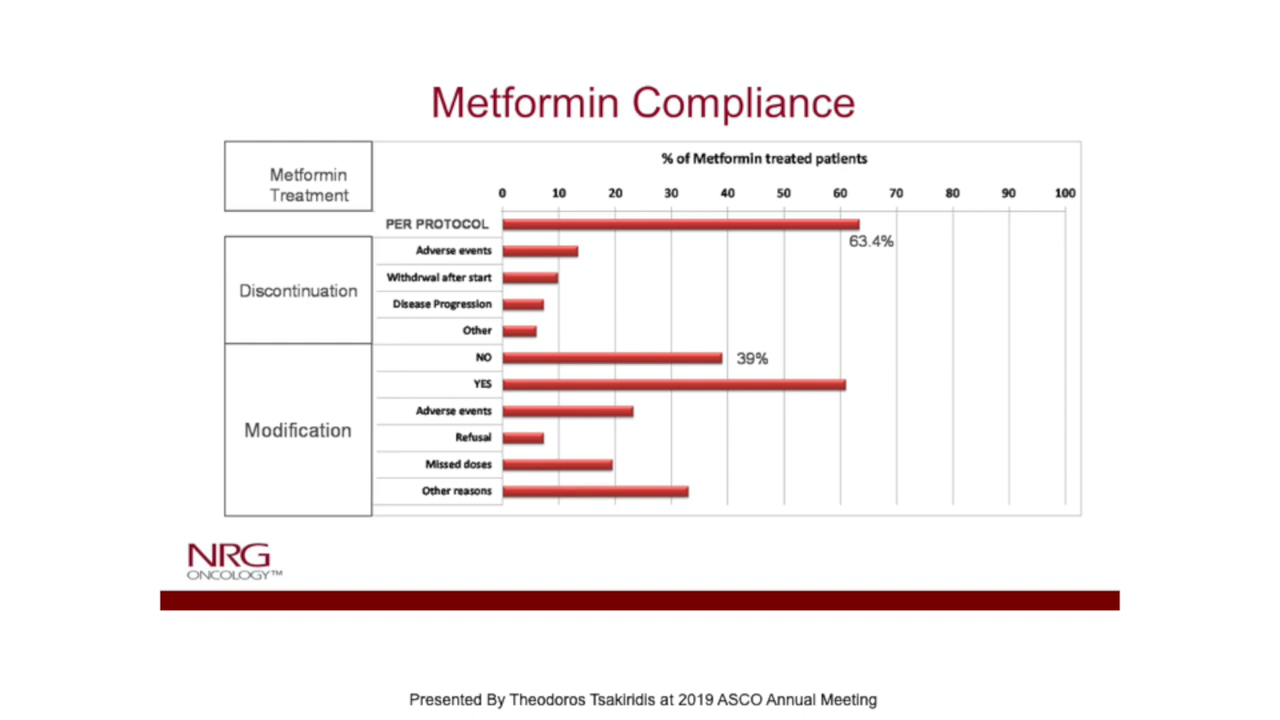 Metformin Compliance
Metformin
Treatment
% of Metformin treated patients
0 10 20 30 40 50 60 70 80 90 100
PER PROTOCOL
63.4%
Discontinuation
Adverse events
Withdrwal after start
Disease Progression
Other
Modification
NO
39%
YES
Adverse events
Refusal
Missed doses
Other reasons
NRG
ONCOLOGY™
Presented By Theodoros Tsakiridis at 2019 ASCO Annual Meeting